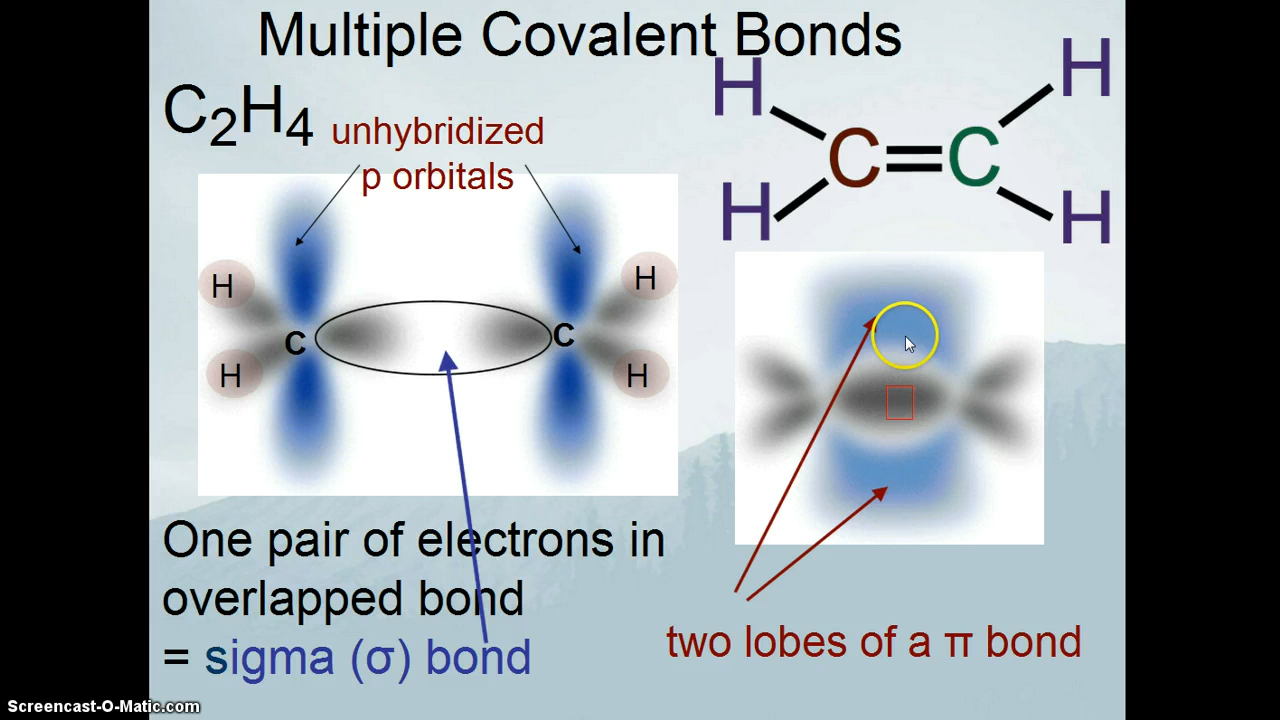 Multiple Covalent Bonds
C₂H₄
unhybridized
p orbitals
H
H
C
C
H
H
H
H
C=C
H
H
One pair of electrons in
overlapped bond
= sigma (σ) bond
two lobes of a π bond
Screencast-O-Matic.com